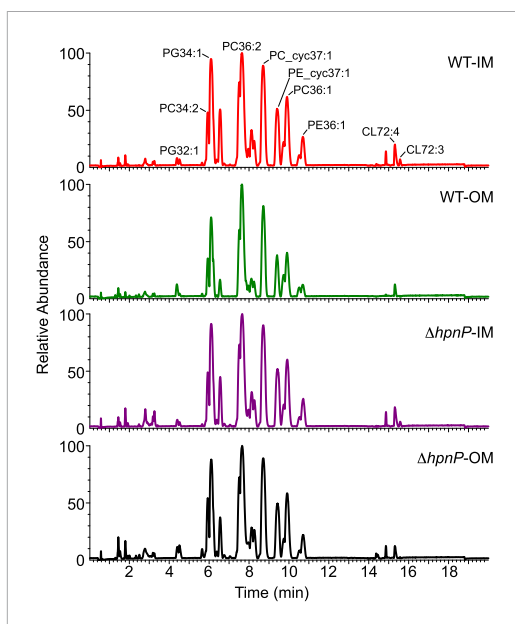 100
PG34:1
PC36:2
PC_cyc37:1
WT-IM
PE_cyc37:1
PC34:2
PC36:1
50
PE36:1
CL72:4
PG32:1
CL72:3
0
100
WT-OM
50
0
100
ΔhpnP-IM
50
0
100
ΔhpnP-OM
50
0
2 4 6 8 10 12 14 16 18
Time (min)
Relative Abundance